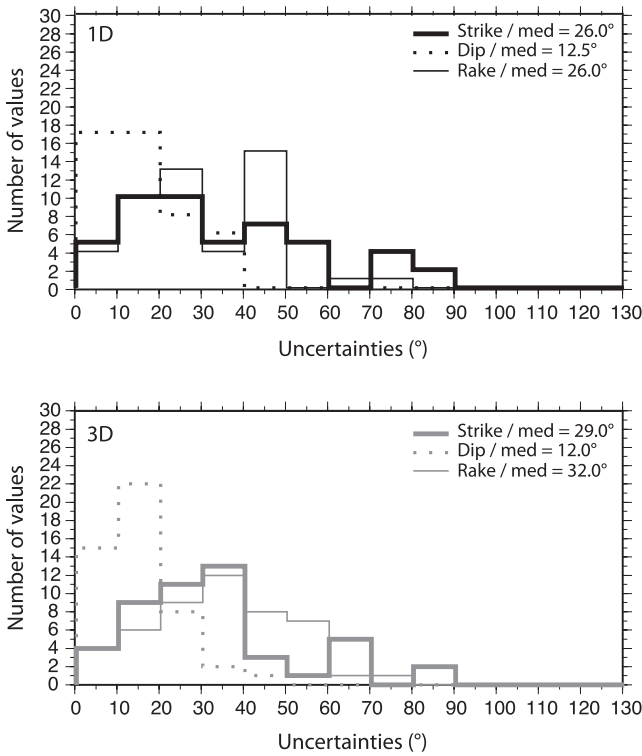 1D
Strike / med = 26.0°
Dip / med = 12.5°
Rake / med = 26.0°
Number of values
30
28
26
24
22
20
18
16
14
12
10
8
6
4
2
0
0 10 20 30 40 50 60 70 80 90 100 110 120 130
Uncertainties (°)
3D
Strike / med = 29.0°
Dip / med = 12.0°
Rake / med = 32.0°
Number of values
30
28
26
24
22
20
18
16
14
12
10
8
6
4
2
0
0 10 20 30 40 50 60 70 80 90 100 110 120 130
Uncertainties (°)